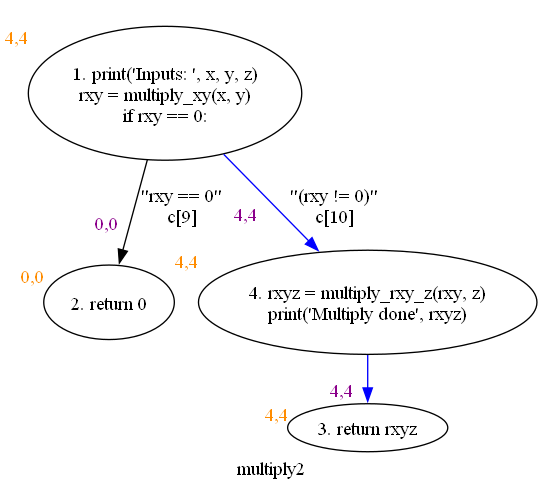 4,4
1. print('Inputs: ', x, y, z)
rxy = multiply_xy(x, y)
if rxy == 0:
"rxy == 0"
c[9]
0,0
"(rxy != 0)"
c[10]
4,4
0,0
2. return 0
4,4
4. rxyz = multiply_rxy_z(rxy, z)
print('Multiply done', rxyz)
4,4
4,4
3. return rxyz
multiply2